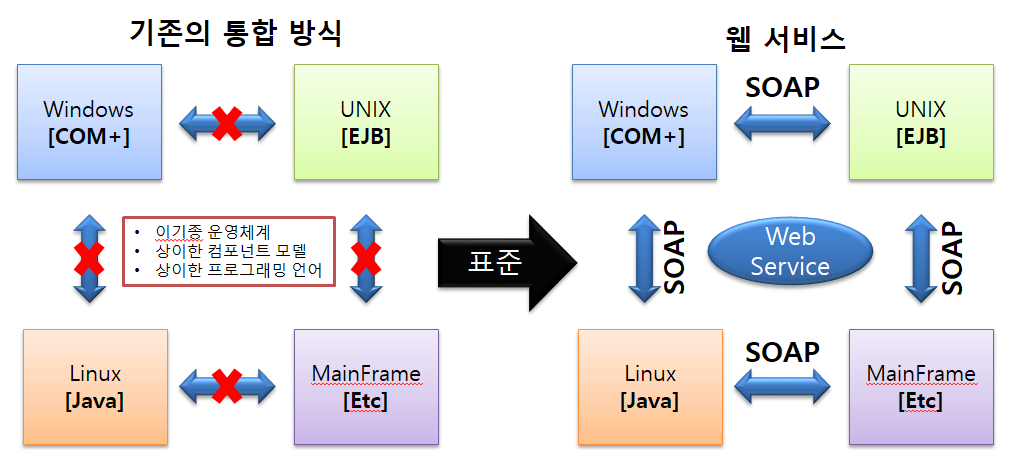 기존의 통합 방식
Windows
[COM+]
UNIX
[EJB]
• 이기종 운영체계
• 상이한 컴포넌트 모델
• 상이한 프로그래밍 언어
Linux
[Java]
MainFrame
[Etc]
표준
웹 서비스
Windows
[COM+]
SOAP
UNIX
[EJB]
SOAP
Web
Service
SOAP
Linux
[Java]
SOAP
MainFrame
[Etc]